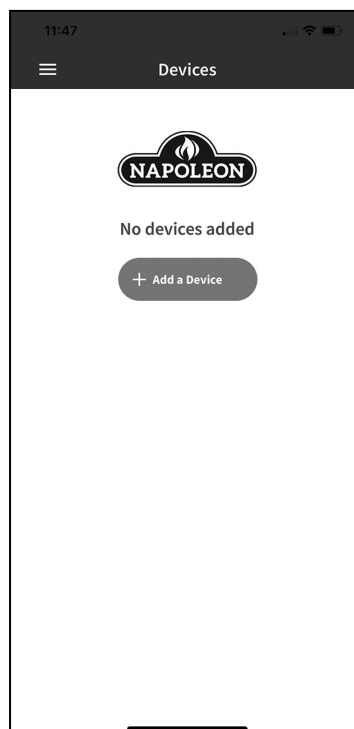 11:47
Devices
NAPOLEON
No devices added
+ Add a Device